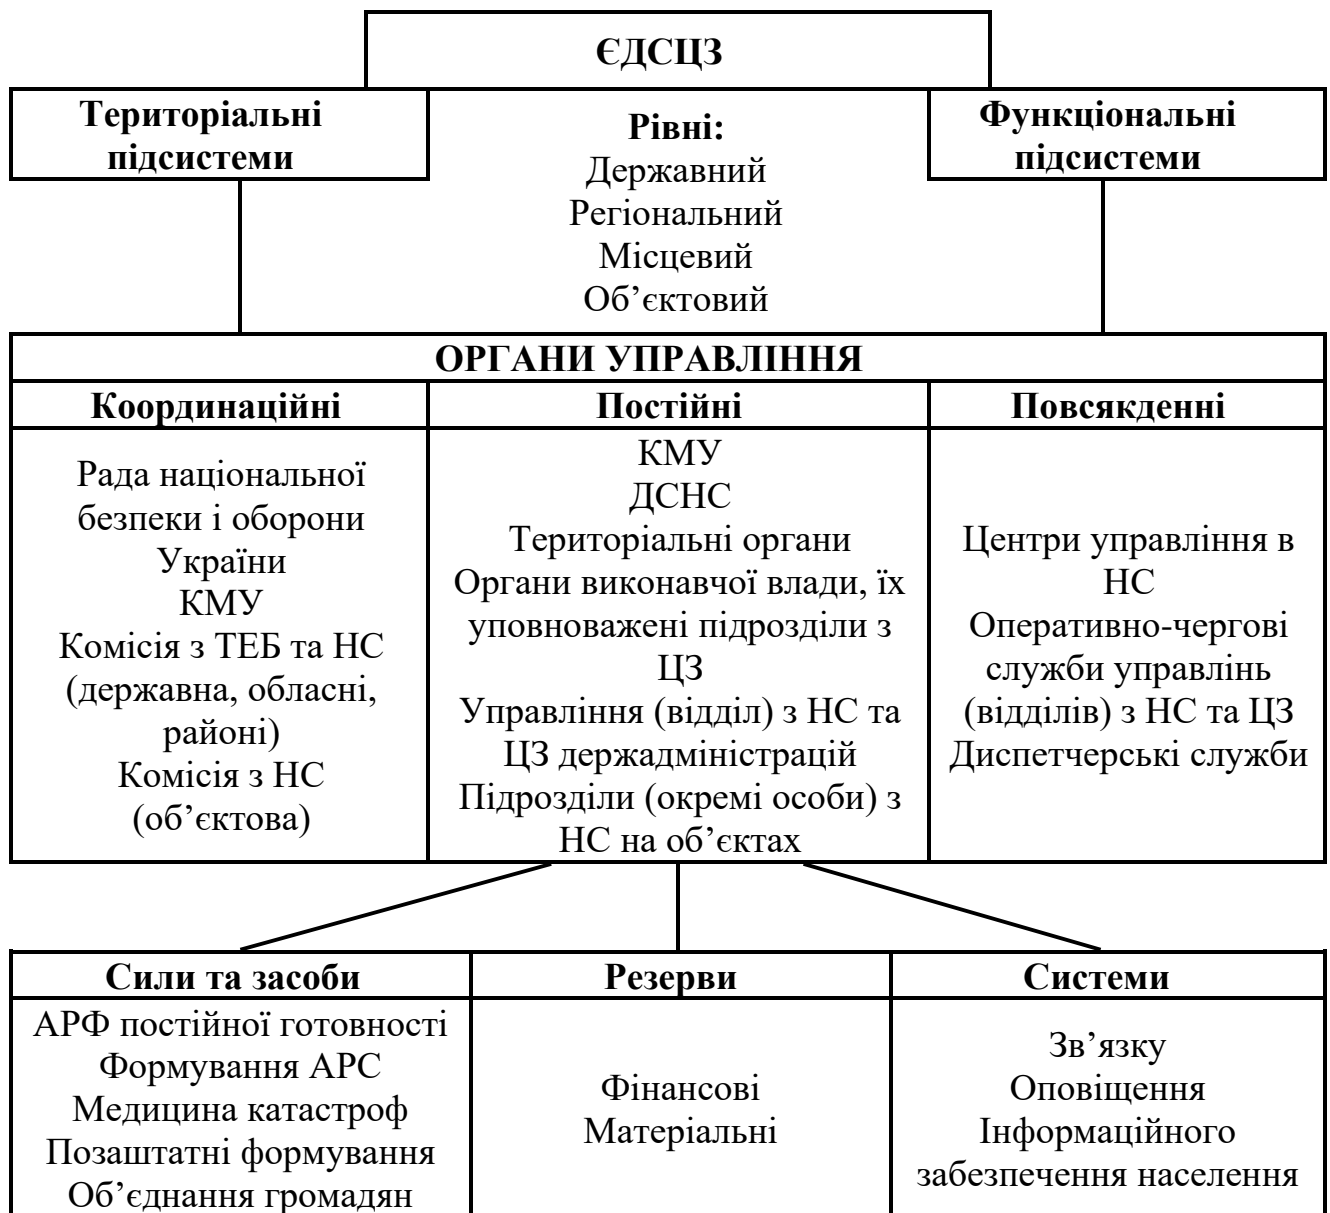 ЄДСЦЗ
Територіальні
підсистеми
Рівні:
Державний
Регіональний
Місцевий
Об’єктовий
Функціональні
підсистеми
ОРГАНИ УПРАВЛІННЯ
Координаційні
Постійні
Повсякденні
Рада національної
безпеки і оборони
України
КМУ
Комісія з ТЕБ та НС
(державна, обласні,
районі)
Комісія з НС
(об’єктова)
КМУ
ДСНС
Територіальні органи
Органи виконавчої влади, їх
уповноважені підрозділи з
ЦЗ
Управління (відділ) з НС та
ЦЗ держадміністрацій
Підрозділи (окремі особи) з
НС на об’єктах
Центри управління в
НС
Оперативно-чергові
служби управлінь
(відділів) з НС та ЦЗ
Диспетчерські служби
Сили та засоби
Резерви
Системи
АРФ постійної готовності
Формування АРС
Медицина катастроф
Позаштатні формування
Об’єднання громадян
Фінансові
Матеріальні
Зв’язку
Оповіщення
Інформаційного
забезпечення населення